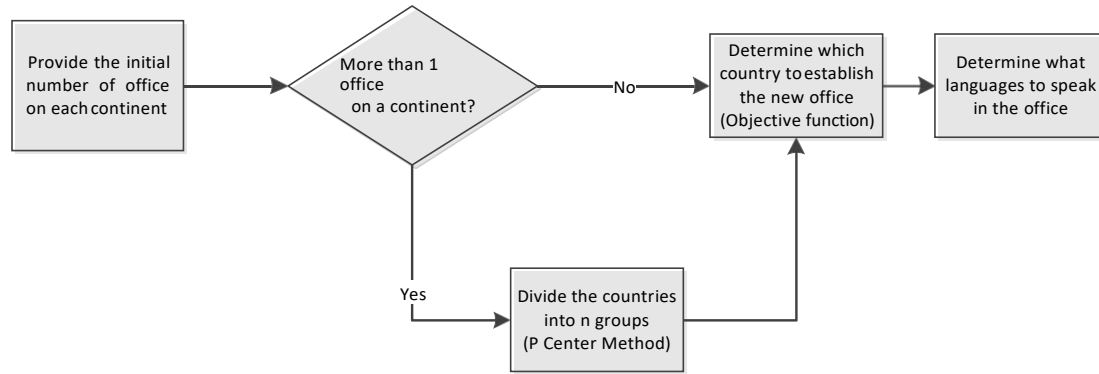 Provide the initial
number of office
on each continent
More than 1
office
on a continent?
No
Determine which
country to establish
the new office
(Objective function)
Determine what
languages to speak
in the office
Yes
Divide the countries
into n groups
(P Center Method)